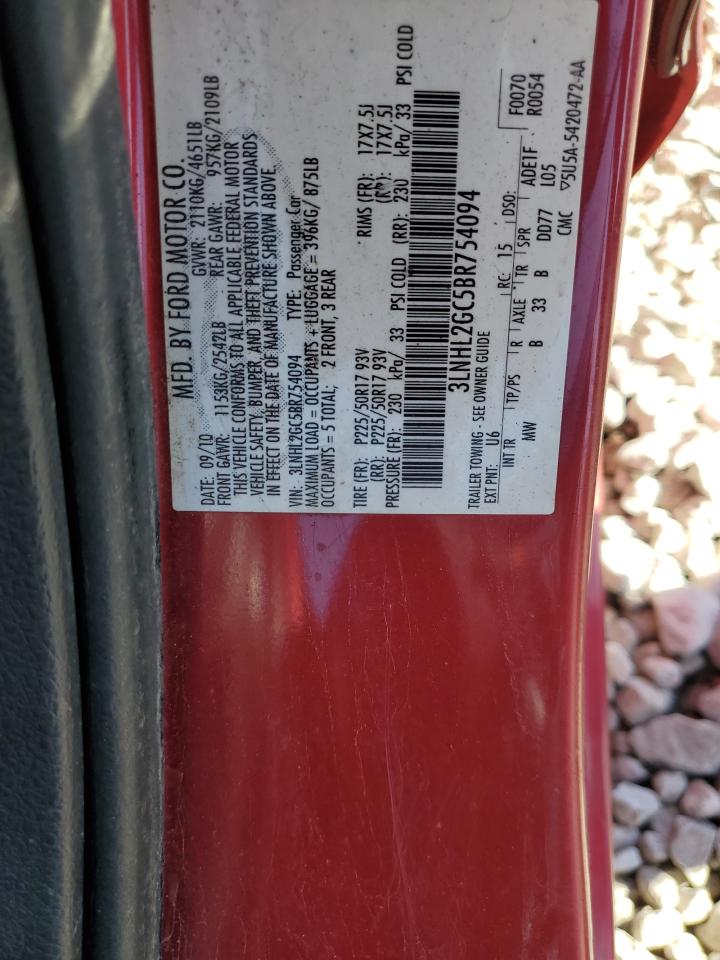 MFD. BY FORD MOTOR CO.
DATE: 09/10 GVWR: 2110KG/4651LB
FRONT GAWR: 1153KG/2542LB REAR GAWR: 957KG/2109LB
THIS VEHICLE CONFORMS TO ALL APPLICABLE FEDERAL MOTOR
VEHICLE SAFETY, BUMPER, AND THEFT PREVENTION STANDARDS
IN EFFECT ON THE DATE OF MANUFACTURE SHOWN ABOVE.
VIN: 3LNHL2GC5BR754094 TYPE: Passenger Car
MAXIMUM LOAD = OCCUPANTS + LUGGAGE = 396KG/ 875LB
OCCUPANTS = 5 TOTAL; 2 FRONT, 3 REAR
TIRE (FR): P225/50R17 93V RIMS (FR): 17X7.5J
(RR): P225/50R17 93V (RR): 17X7.5J
PRESSURE (FR): 230 kPa/ 33 PSI COLD (RR): 230 kPa/ 33 PSI COLD
3LNHL2GC5BR754094
TRAILER TOWING - SEE OWNER GUIDE
EXT PNT: U6 RC: 15 DSO: F0070
R0054
INT TR TP/PS R AXLE TR SPR ADE1F
MW B 33 B DD77 L05
CMC ▽5U5A-5420472-AA